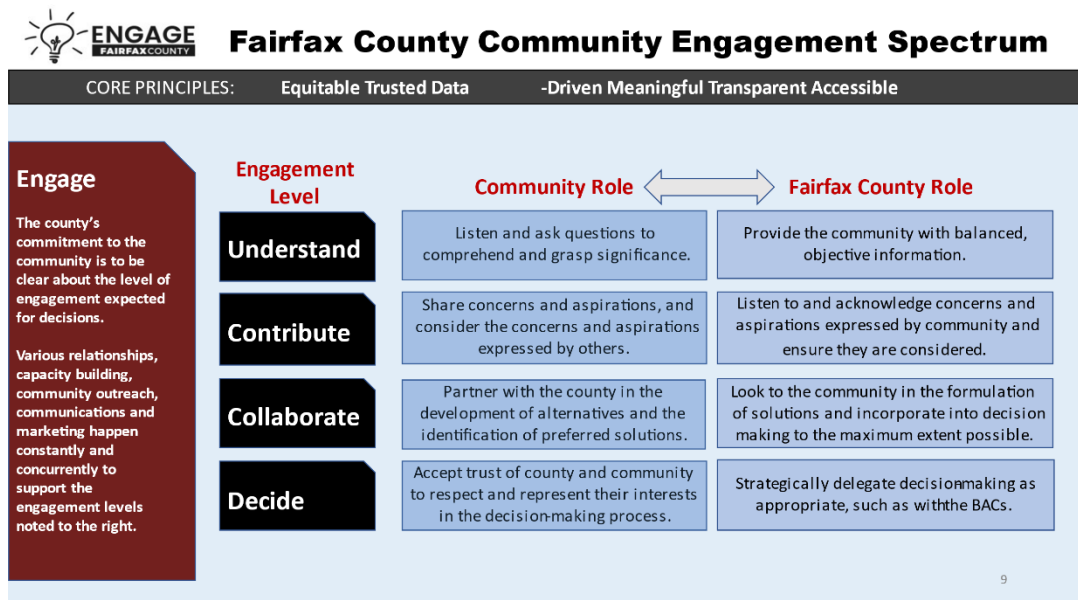 ENGAGE
FAIRFAX COUNTY
Fairfax County Community Engagement Spectrum
CORE PRINCIPLES: Equitable Trusted Data -Driven Meaningful Transparent Accessible
Engage
The county's
commitment to the
community is to be
clear about the level of
engagement expected
for decisions.
Various relationships,
capacity building,
community outreach,
communications and
marketing happen
constantly and
concurrently to
support the
engagement levels
noted to the right.
Engagement
Level
Community Role
Fairfax County Role
Understand
Listen and ask questions to
comprehend and grasp significance.
Provide the community with balanced,
objective information.
Contribute
Share concerns and aspirations, and
consider the concerns and aspirations
expressed by others.
Listen to and acknowledge concerns and
aspirations expressed by community and
ensure they are considered.
Collaborate
Partner with the county in the
development of alternatives and the
identification of preferred solutions.
Look to the community in the formulation
of solutions and incorporate into decision
making to the maximum extent possible.
Decide
Accept trust of county and community
to respect and represent their interests
in the decision-making process.
Strategically delegate decisionmaking as
appropriate, such as withthe BACs.
9